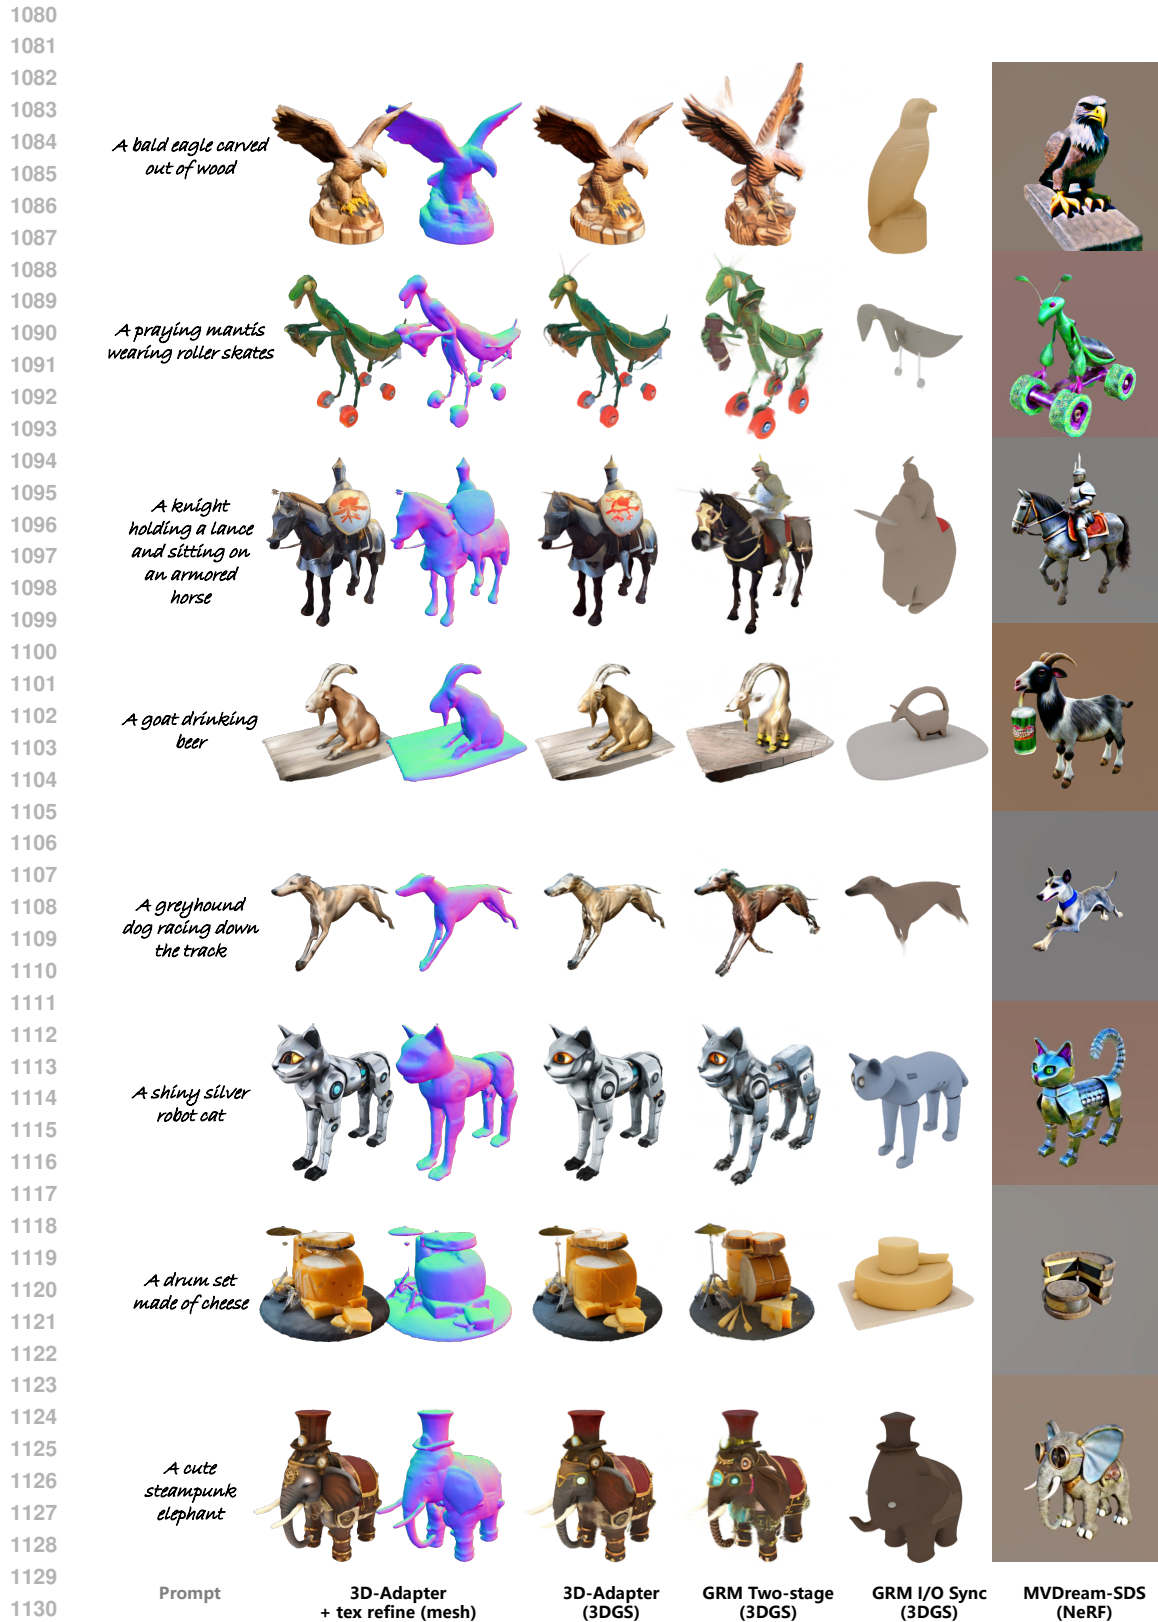 1080
1081
1082
1083
1084
1085
1086
1087
1088
1089
1090
1091
1092
1093
1094
1095
1096
1097
1098
1099
1100
1101
1102
1103
1104
1105
1106
1107
1108
1109
1110
1111
1112
1113
1114
1115
1116
1117
1118
1119
1120
1121
1122
1123
1124
1125
1126
1127
1128
1129
1130
A bald eagle carved
out of wood
A praying mantis
wearing roller skates
A knight
holding a lance
and sitting on
an armored
horse
A goat drinking
beer
A greyhound
dog racing down
the track
A shiny silver
robot cat
A drum set
made of cheese
A cute
steampunk
elephant
Prompt
3D-Adapter
+ tex refine (mesh)
3D-Adapter
(3DGS)
GRM Two-stage
(3DGS)
GRM I/O Sync
(3DGS)
MVDream-SDS
(NeRF)